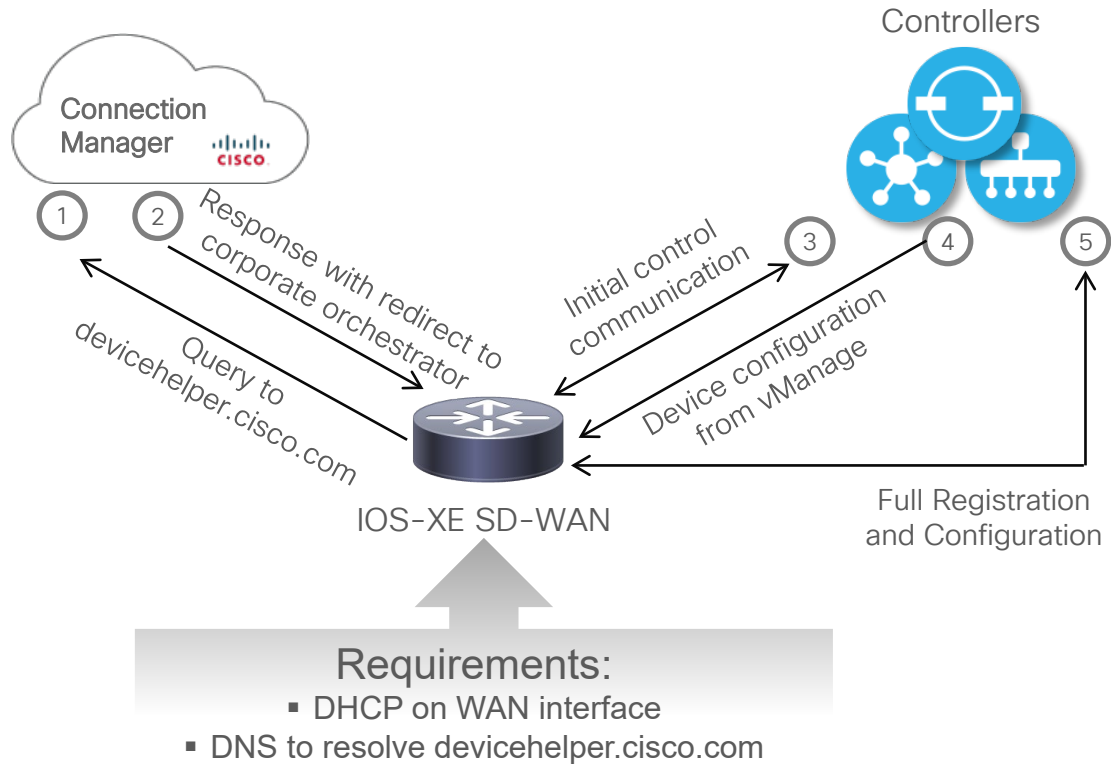 Controllers
Connection
Manager
CISCO
1
2
Response with redirect to
corporate orchestrator
Query to
devicehelper.cisco.com
3
4
5
Initial control
communication
Device configuration
from vManage
IOS-XE SD-WAN
Full Registration
and Configuration
Requirements:
▪ DHCP on WAN interface
▪ DNS to resolve devicehelper.cisco.com